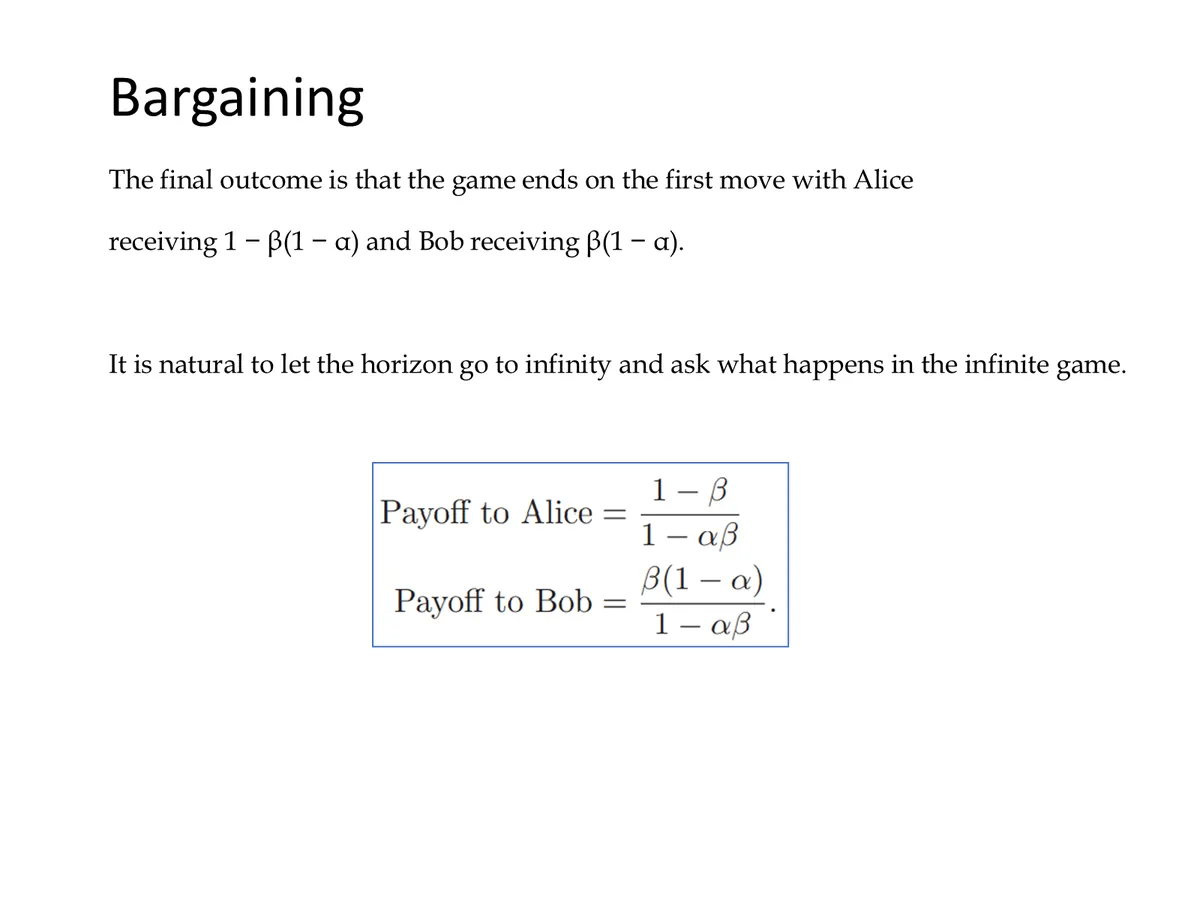 Bargaining
The final outcome is that the game ends on the first move with Alice
receiving 1 − β(1 − α) and Bob receiving β(1 − α).
It is natural to let the horizon go to infinity and ask what happens in the infinite game.
Payoff to Alice = \frac{1 − β}{1 − αβ}
Payoff to Bob = \frac{β(1 − α)}{1 − αβ}.